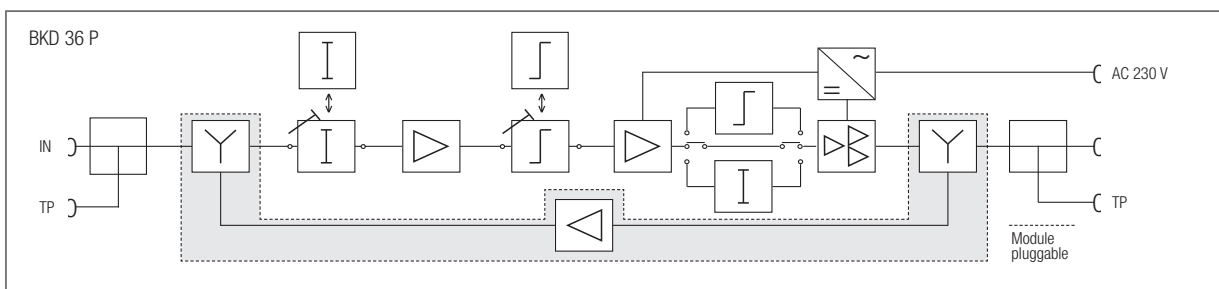 BKD 36 P
AC 230 V
IN
TP
TP
Module
pluggable